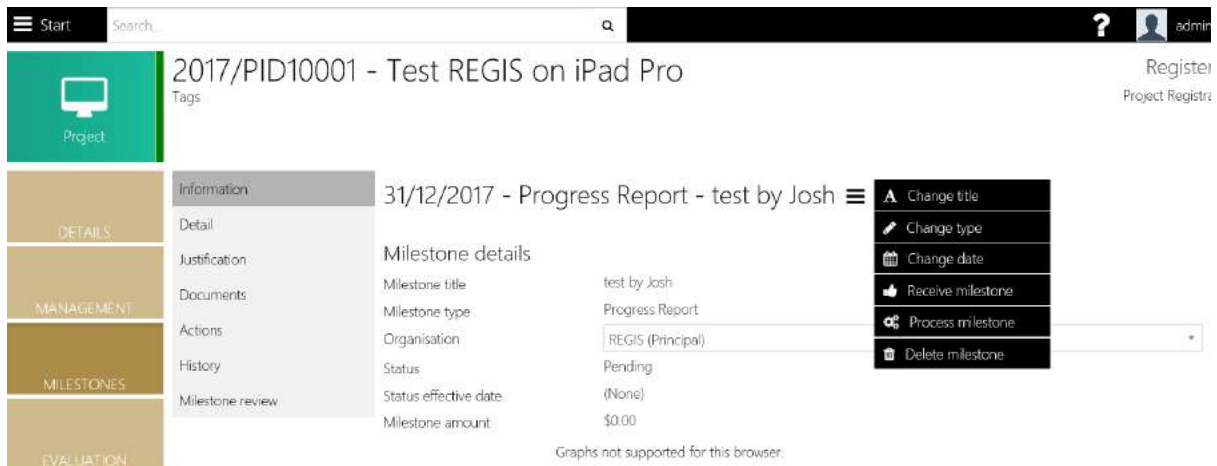 Start
Search...
?
admin
Project
2017/PID10001 - Test REGIS on iPad Pro
Tags
Register
Project Registra
DETAILS
MANAGEMENT
MILESTONES
EVALUATION
Information
Detail
Justification
Documents
Actions
History
Milestone review
31/12/2017 - Progress Report - test by Josh
A Change title
Change type
Change date
Receive milestone
Process milestone
Delete milestone
Milestone details
Milestone title test by Josh
Milestone type Progress Report
Organisation REGIS (Principal)
Status Pending
Status effective date (None)
Milestone amount $0.00
Graphs not supported for this browser.